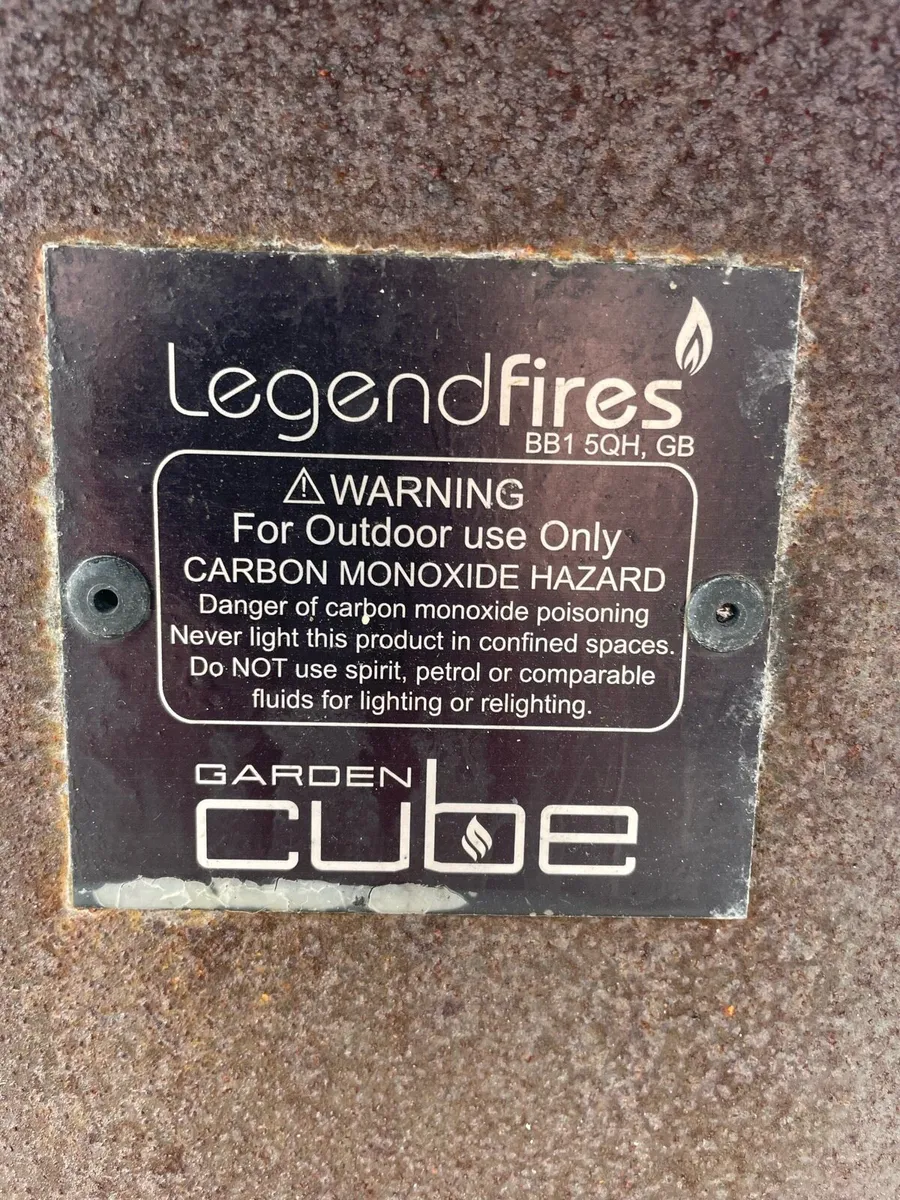 Legendfires
BB1 5QH, GB
⚠ WARNING
For Outdoor use Only
CARBON MONOXIDE HAZARD
Danger of carbon monoxide poisoning
Never light this product in confined spaces.
Do NOT use spirit, petrol or comparable
fluids for lighting or relighting.
GARDEN
cube